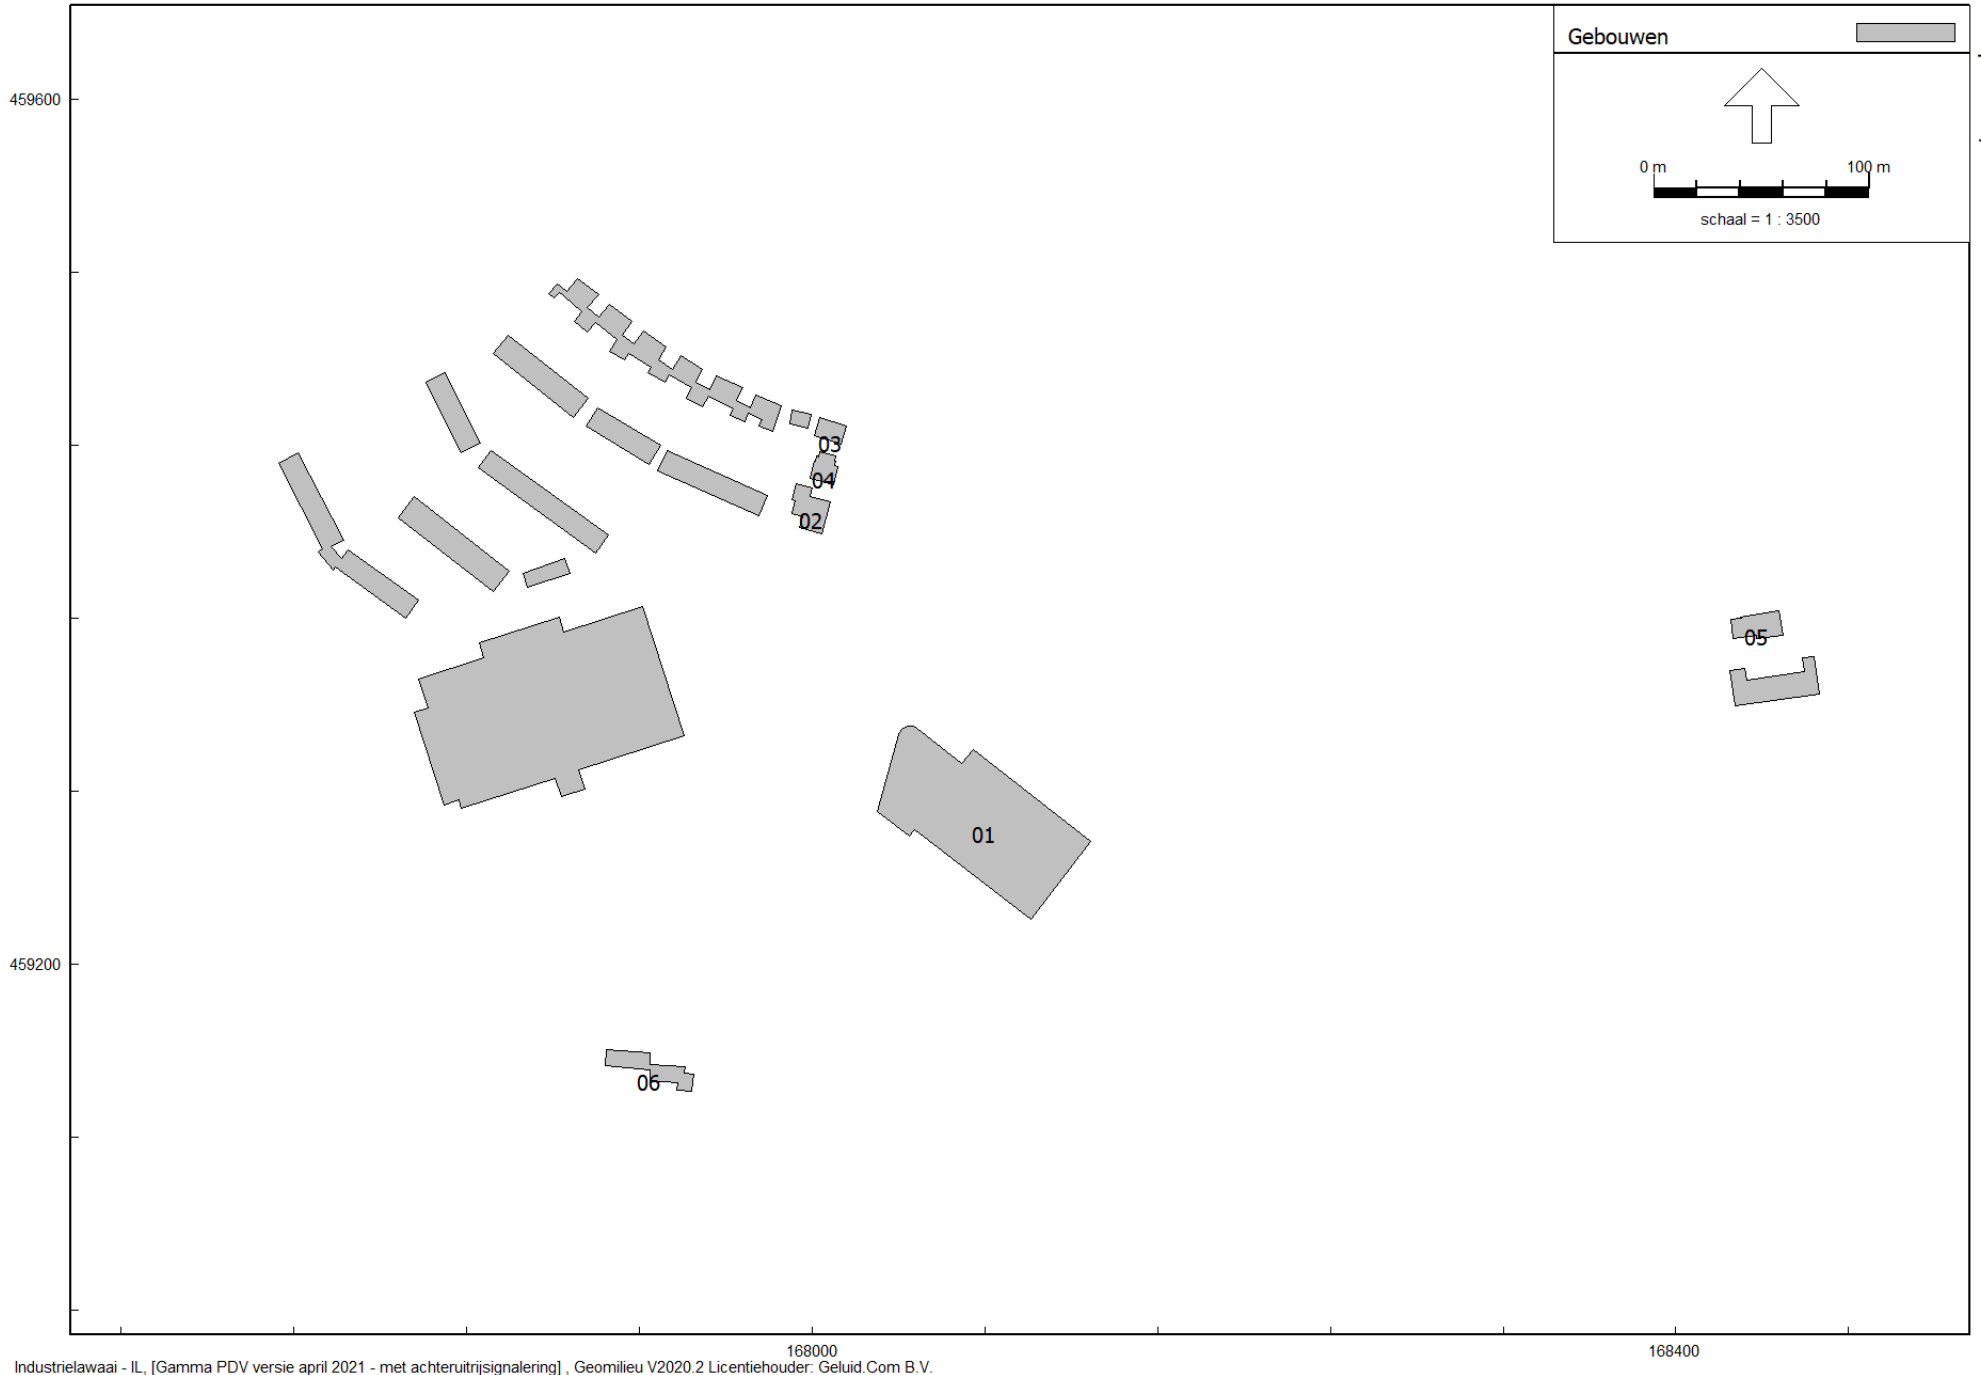 Gebouwen
459600
0 m 100 m
schaal = 1 : 3500
03
04
02
05
01
459200
06
168000 168400
Industrielawaai - IL, [Gamma PDV versie april 2021 - met achteruitrijsignalering] , Geomilieu V2020.2 Licentiehouder: Geluid.Com B.V.